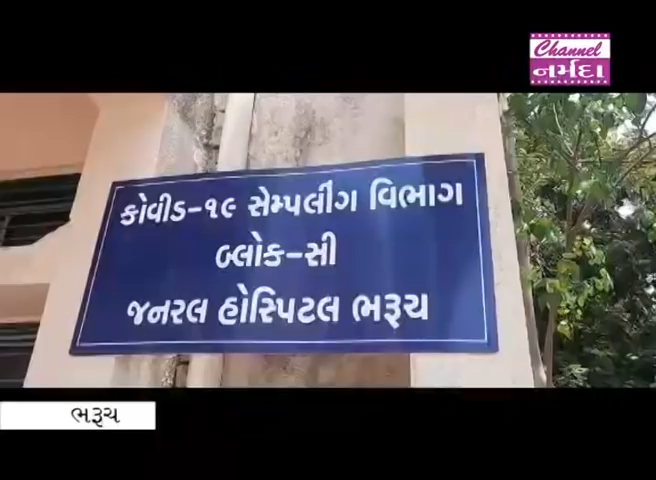 Channel
નર્મદા
કોવીડ-૧૯ સેમ્પલીંગ વિભાગ
બ્લોક-સી
જનરલ હોસ્પિટલ ભરૂચ
ભરૂચ